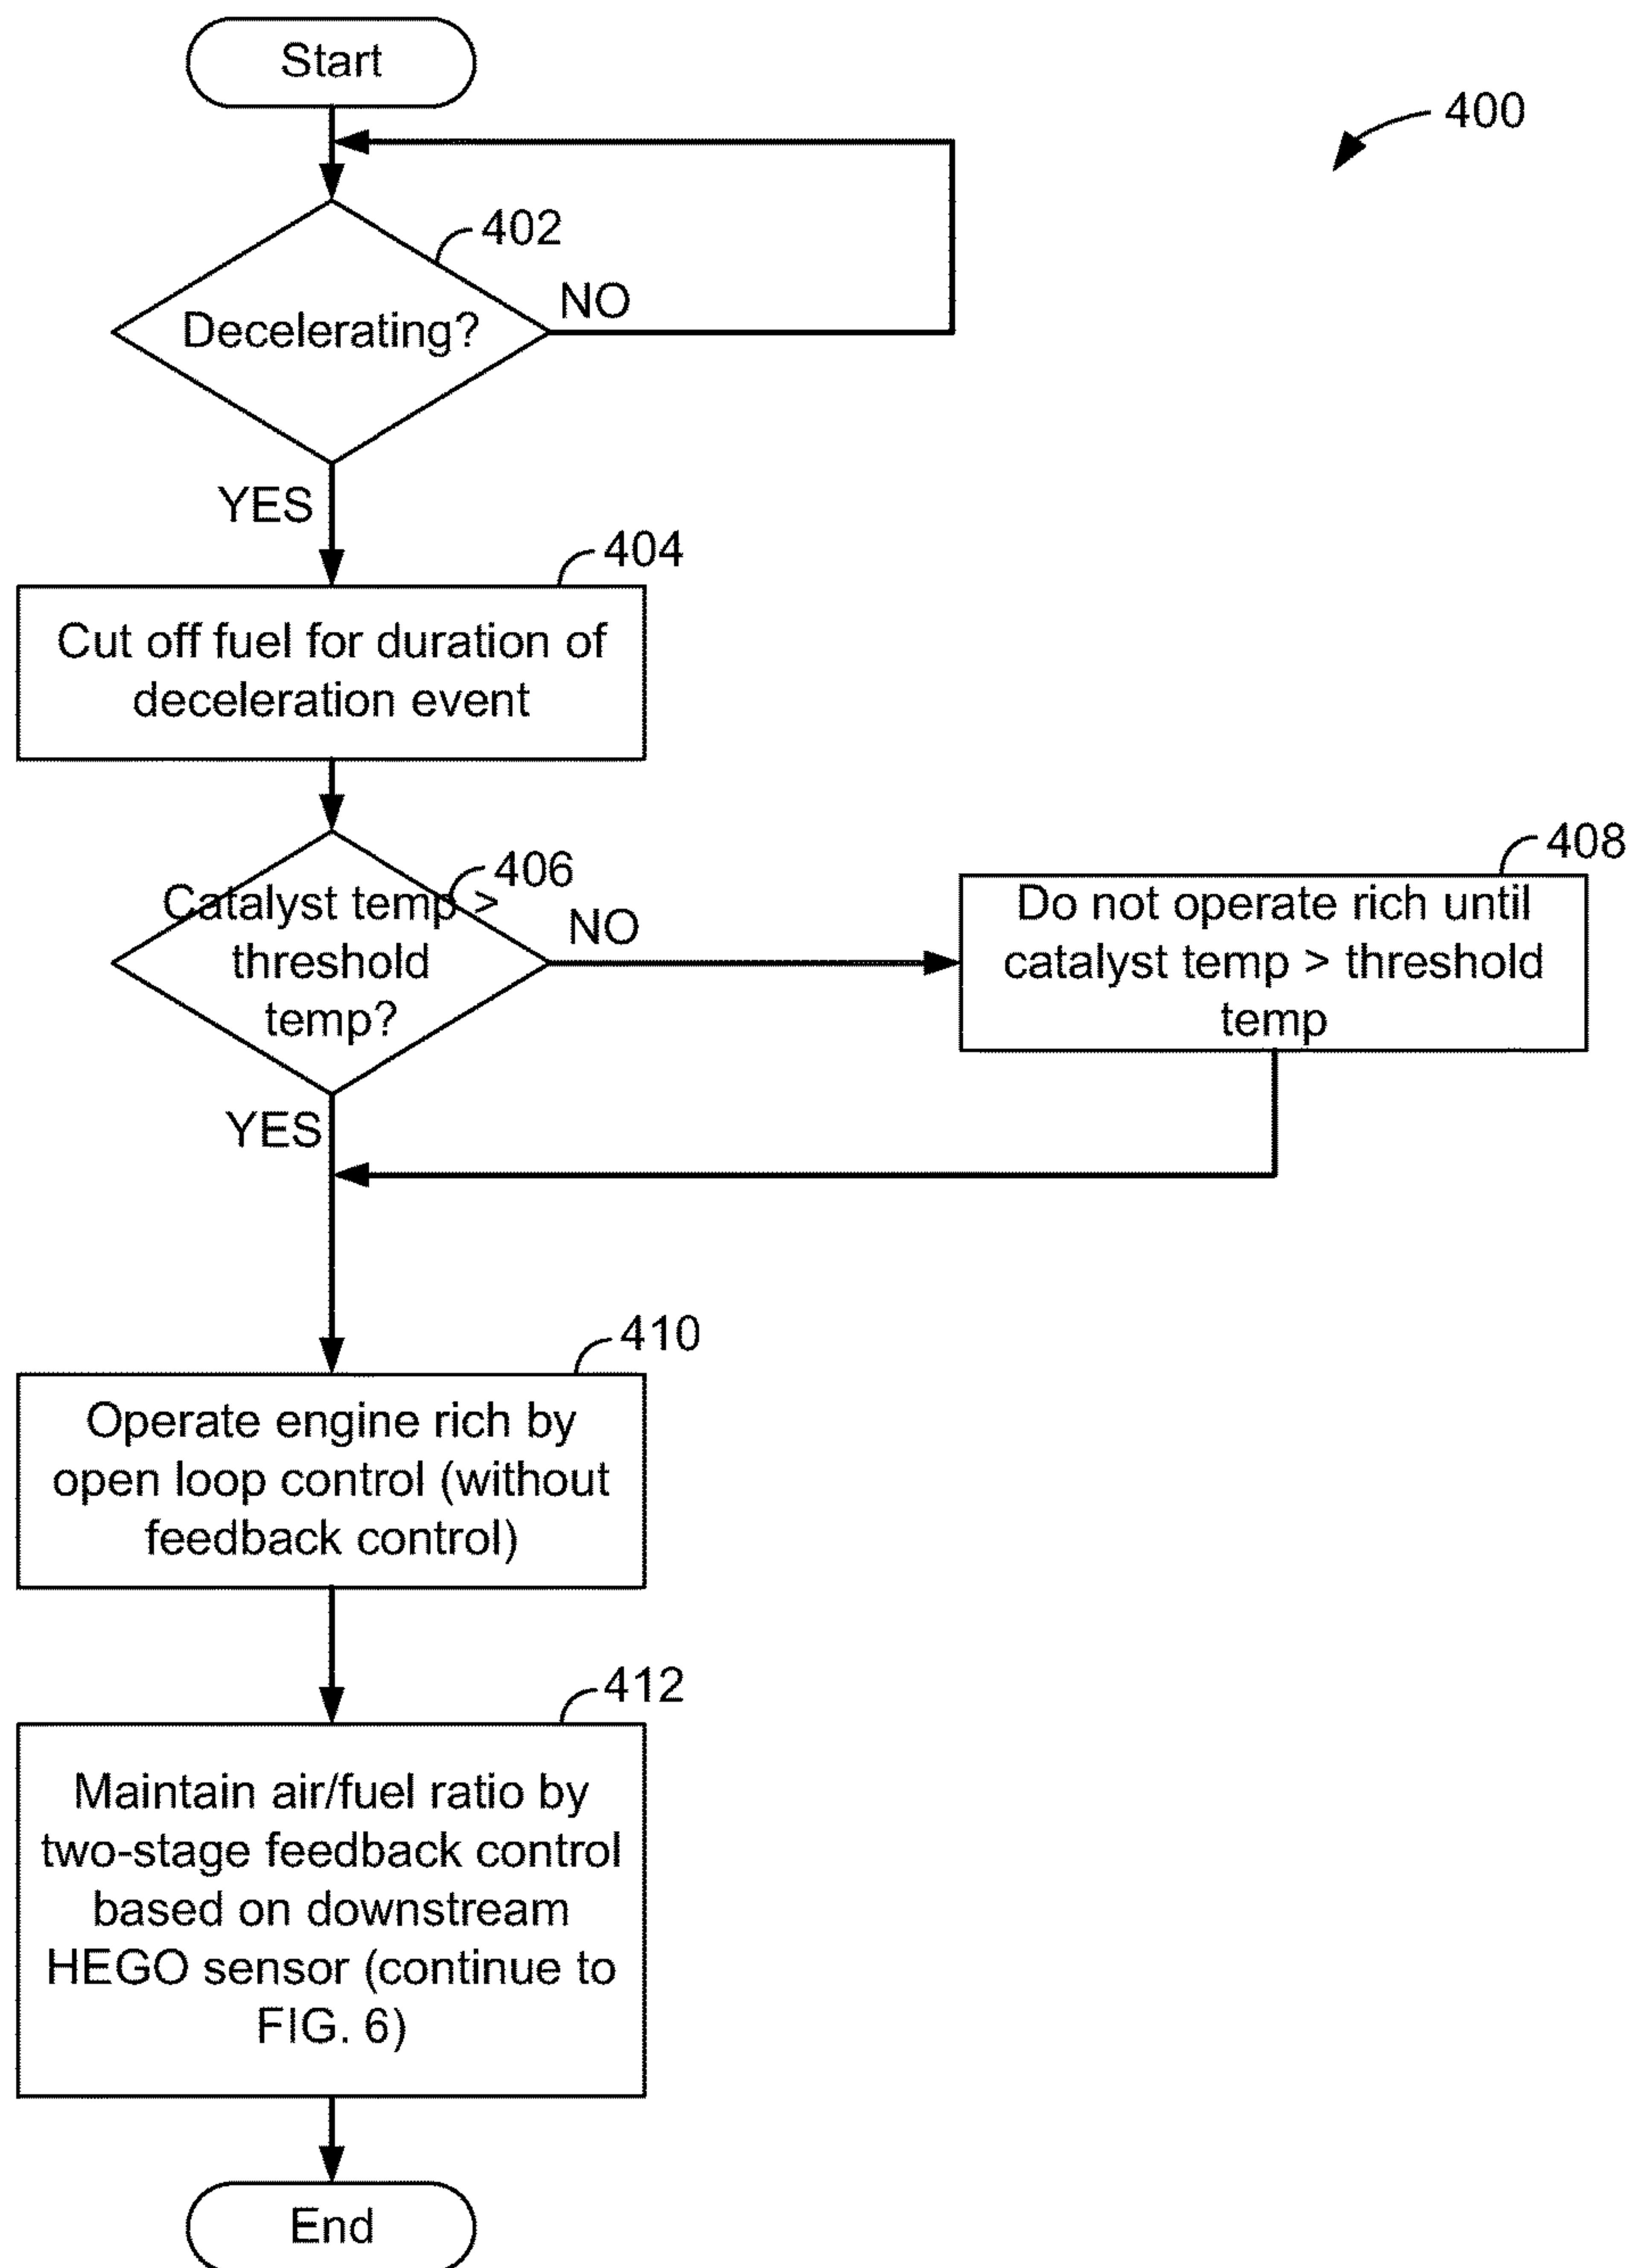 Start
400
402
Decelerating?
NO
YES
404
Cut off fuel for duration of
deceleration event
406
Catalyst temp >
threshold
temp?
NO
YES
408
Do not operate rich until
catalyst temp > threshold
temp
410
Operate engine rich by
open loop control (without
feedback control)
412
Maintain air/fuel ratio by
two-stage feedback control
based on downstream
HEGO sensor (continue to
FIG. 6)
End